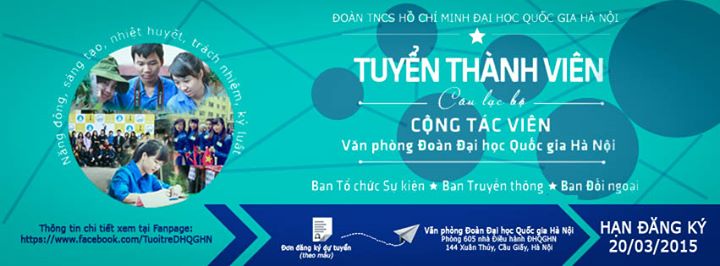 ĐOÀN TNCS HỒ CHÍ MINH ĐẠI HỌC QUỐC GIA HÀ NỘI
TUYỂN THÀNH VIÊN
Câu lạc bộ
CỘNG TÁC VIÊN
Văn phòng Đoàn Đại học Quốc gia Hà Nội
Ban Tổ chức Sự kiện ★ Ban Truyền thông ★ Ban Đối ngoại
Năng động, sáng tạo, nhiệt huyết, trách nhiệm, kỷ luật
Thông tin chi tiết xem tại Fanpage:
https://www.facebook.com/TuoitreDHQGHN
Đơn đăng ký dự tuyển
(theo mẫu)
Văn phòng Đoàn Đại học Quốc gia Hà Nội
Phòng 605 nhà Điều hành ĐHQGHN
144 Xuân Thủy, Cầu Giấy, Hà Nội
HẠN ĐĂNG KÝ
20/03/2015